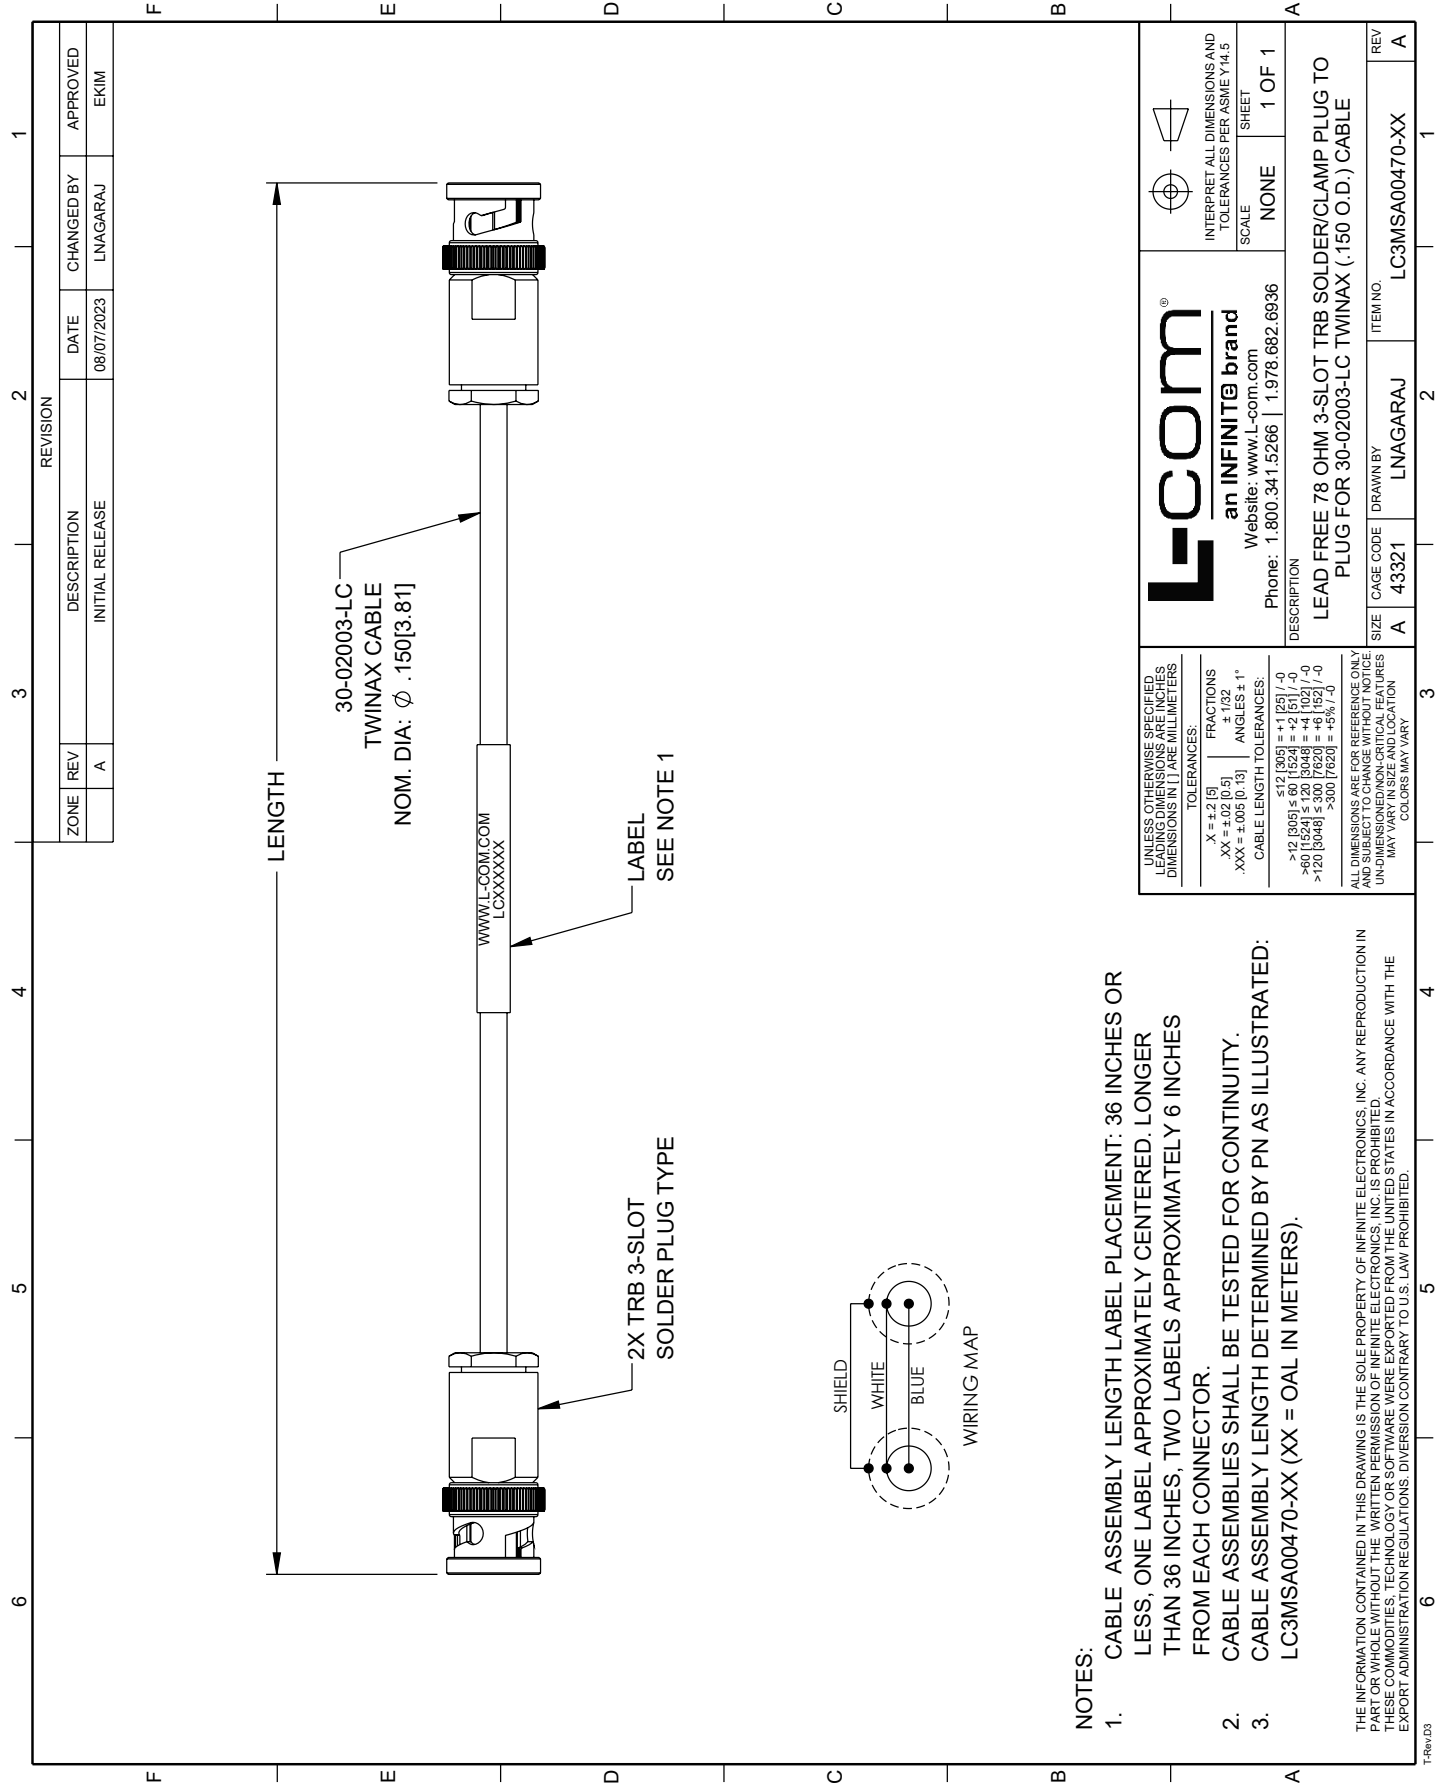 6
5
4
3
2
1
F
E
D
C
B
A
REVISION
ZONE REV DESCRIPTION DATE CHANGED BY APPROVED
A INITIAL RELEASE 08/07/2023 LNAGARAJ EKIM
LENGTH
30-02003-LC
TWINAX CABLE
NOM. DIA: ⌀ .150[3.81]
WWW.L-COM.COM
LCXXXXXX
LABEL
SEE NOTE 1
2X TRB 3-SLOT
SOLDER PLUG TYPE
SHIELD
WHITE
BLUE
WIRING MAP
NOTES:
1. CABLE ASSEMBLY LENGTH LABEL PLACEMENT: 36 INCHES OR
LESS, ONE LABEL APPROXIMATELY CENTERED. LONGER
THAN 36 INCHES, TWO LABELS APPROXIMATELY 6 INCHES
FROM EACH CONNECTOR.
2. CABLE ASSEMBLIES SHALL BE TESTED FOR CONTINUITY.
3. CABLE ASSEMBLY LENGTH DETERMINED BY PN AS ILLUSTRATED:
LC3MSA00470-XX (XX = OAL IN METERS).
THE INFORMATION CONTAINED IN THIS DRAWING IS THE SOLE PROPERTY OF INFINITE ELECTRONICS, INC. ANY REPRODUCTION IN
PART OR WHOLE WITHOUT THE WRITTEN PERMISSION OF INFINITE ELECTRONICS, INC. IS PROHIBITED.
THESE COMMODITIES, TECHNOLOGY OR SOFTWARE WERE EXPORTED FROM THE UNITED STATES IN ACCORDANCE WITH THE
EXPORT ADMINISTRATION REGULATIONS. DIVERSION CONTRARY TO U.S. LAW PROHIBITED.
UNLESS OTHERWISE SPECIFIED
LEADING DIMENSIONS ARE INCHES
DIMENSIONS IN [ ] ARE MILLIMETERS
TOLERANCES:
.X = ±.2 [5] FRACTIONS
.XX = ±.02 [0.5] ± 1/32
.XXX = ±.005 [0.13] ANGLES ± 1°
CABLE LENGTH TOLERANCES:
≤12 [305] = +1 [25] / -0
>12 [305] ≤ 60 [1524] = +2 [51] / -0
>60 [1524] ≤ 120 [3048] = +4 [102] / -0
>120 [3048] ≤ 300 [7620] = +6 [152] / -0
>300 [7620] = +5% / -0
ALL DIMENSIONS ARE FOR REFERENCE ONLY
AND SUBJECT TO CHANGE WITHOUT NOTICE.
UN-DIMENSIONED/NON-CRITICAL FEATURES
MAY VARY IN SIZE AND LOCATION
COLORS MAY VARY
L-com®
an INFINITE brand
Website: www.L-com.com
Phone: 1.800.341.5266 | 1.978.682.6936
INTERPRET ALL DIMENSIONS AND
TOLERANCES PER ASME Y14.5
SCALE SHEET
NONE 1 OF 1
DESCRIPTION
LEAD FREE 78 OHM 3-SLOT TRB SOLDER/CLAMP PLUG TO
PLUG FOR 30-02003-LC TWINAX (.150 O.D.) CABLE
SIZE CAGE CODE DRAWN BY ITEM NO. REV
A 43321 LNAGARAJ LC3MSA00470-XX A
F
E
D
C
B
A
6
5
4
3
2
1
T-Rev.D3